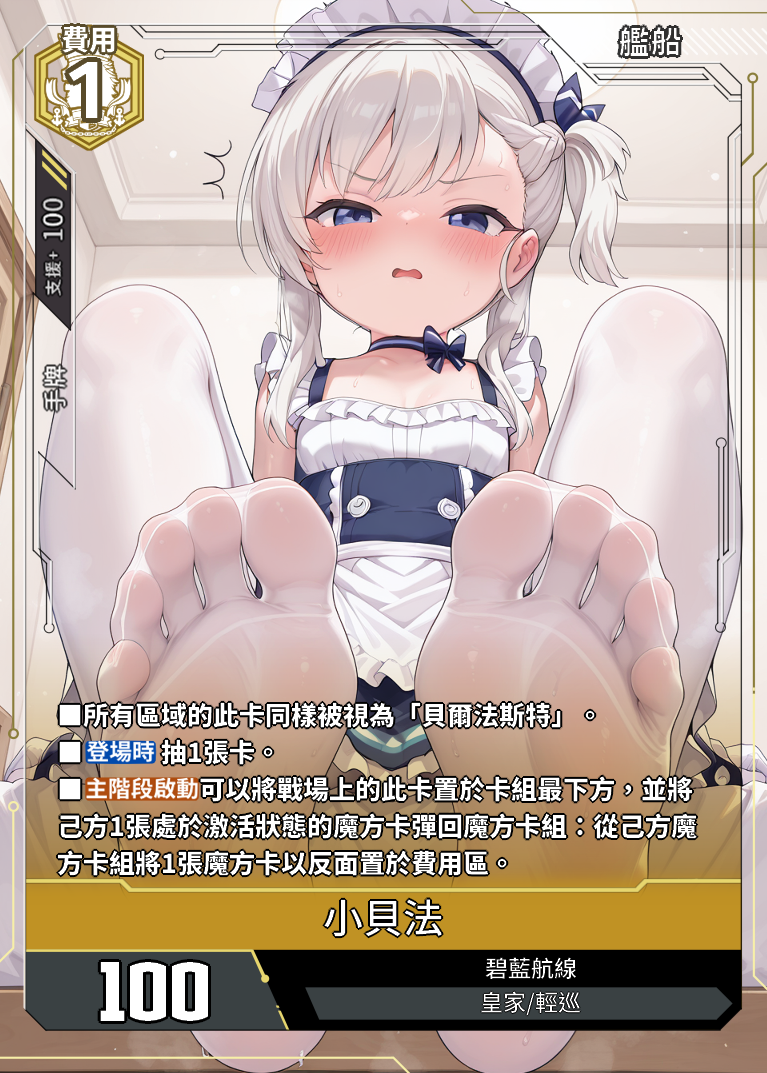 費用
1
艦船
支援+ 100
手牌
■所有區域的此卡同樣被視為「貝爾法斯特」。
■登場時 抽1張卡。
■主階段啟動可以將戰場上的此卡置於卡組最下方，並將
己方1張處於激活狀態的魔方卡彈回魔方卡組：從己方魔
方卡組將1張魔方卡以反面置於費用區。
小貝法
100
碧藍航線
皇家/輕巡